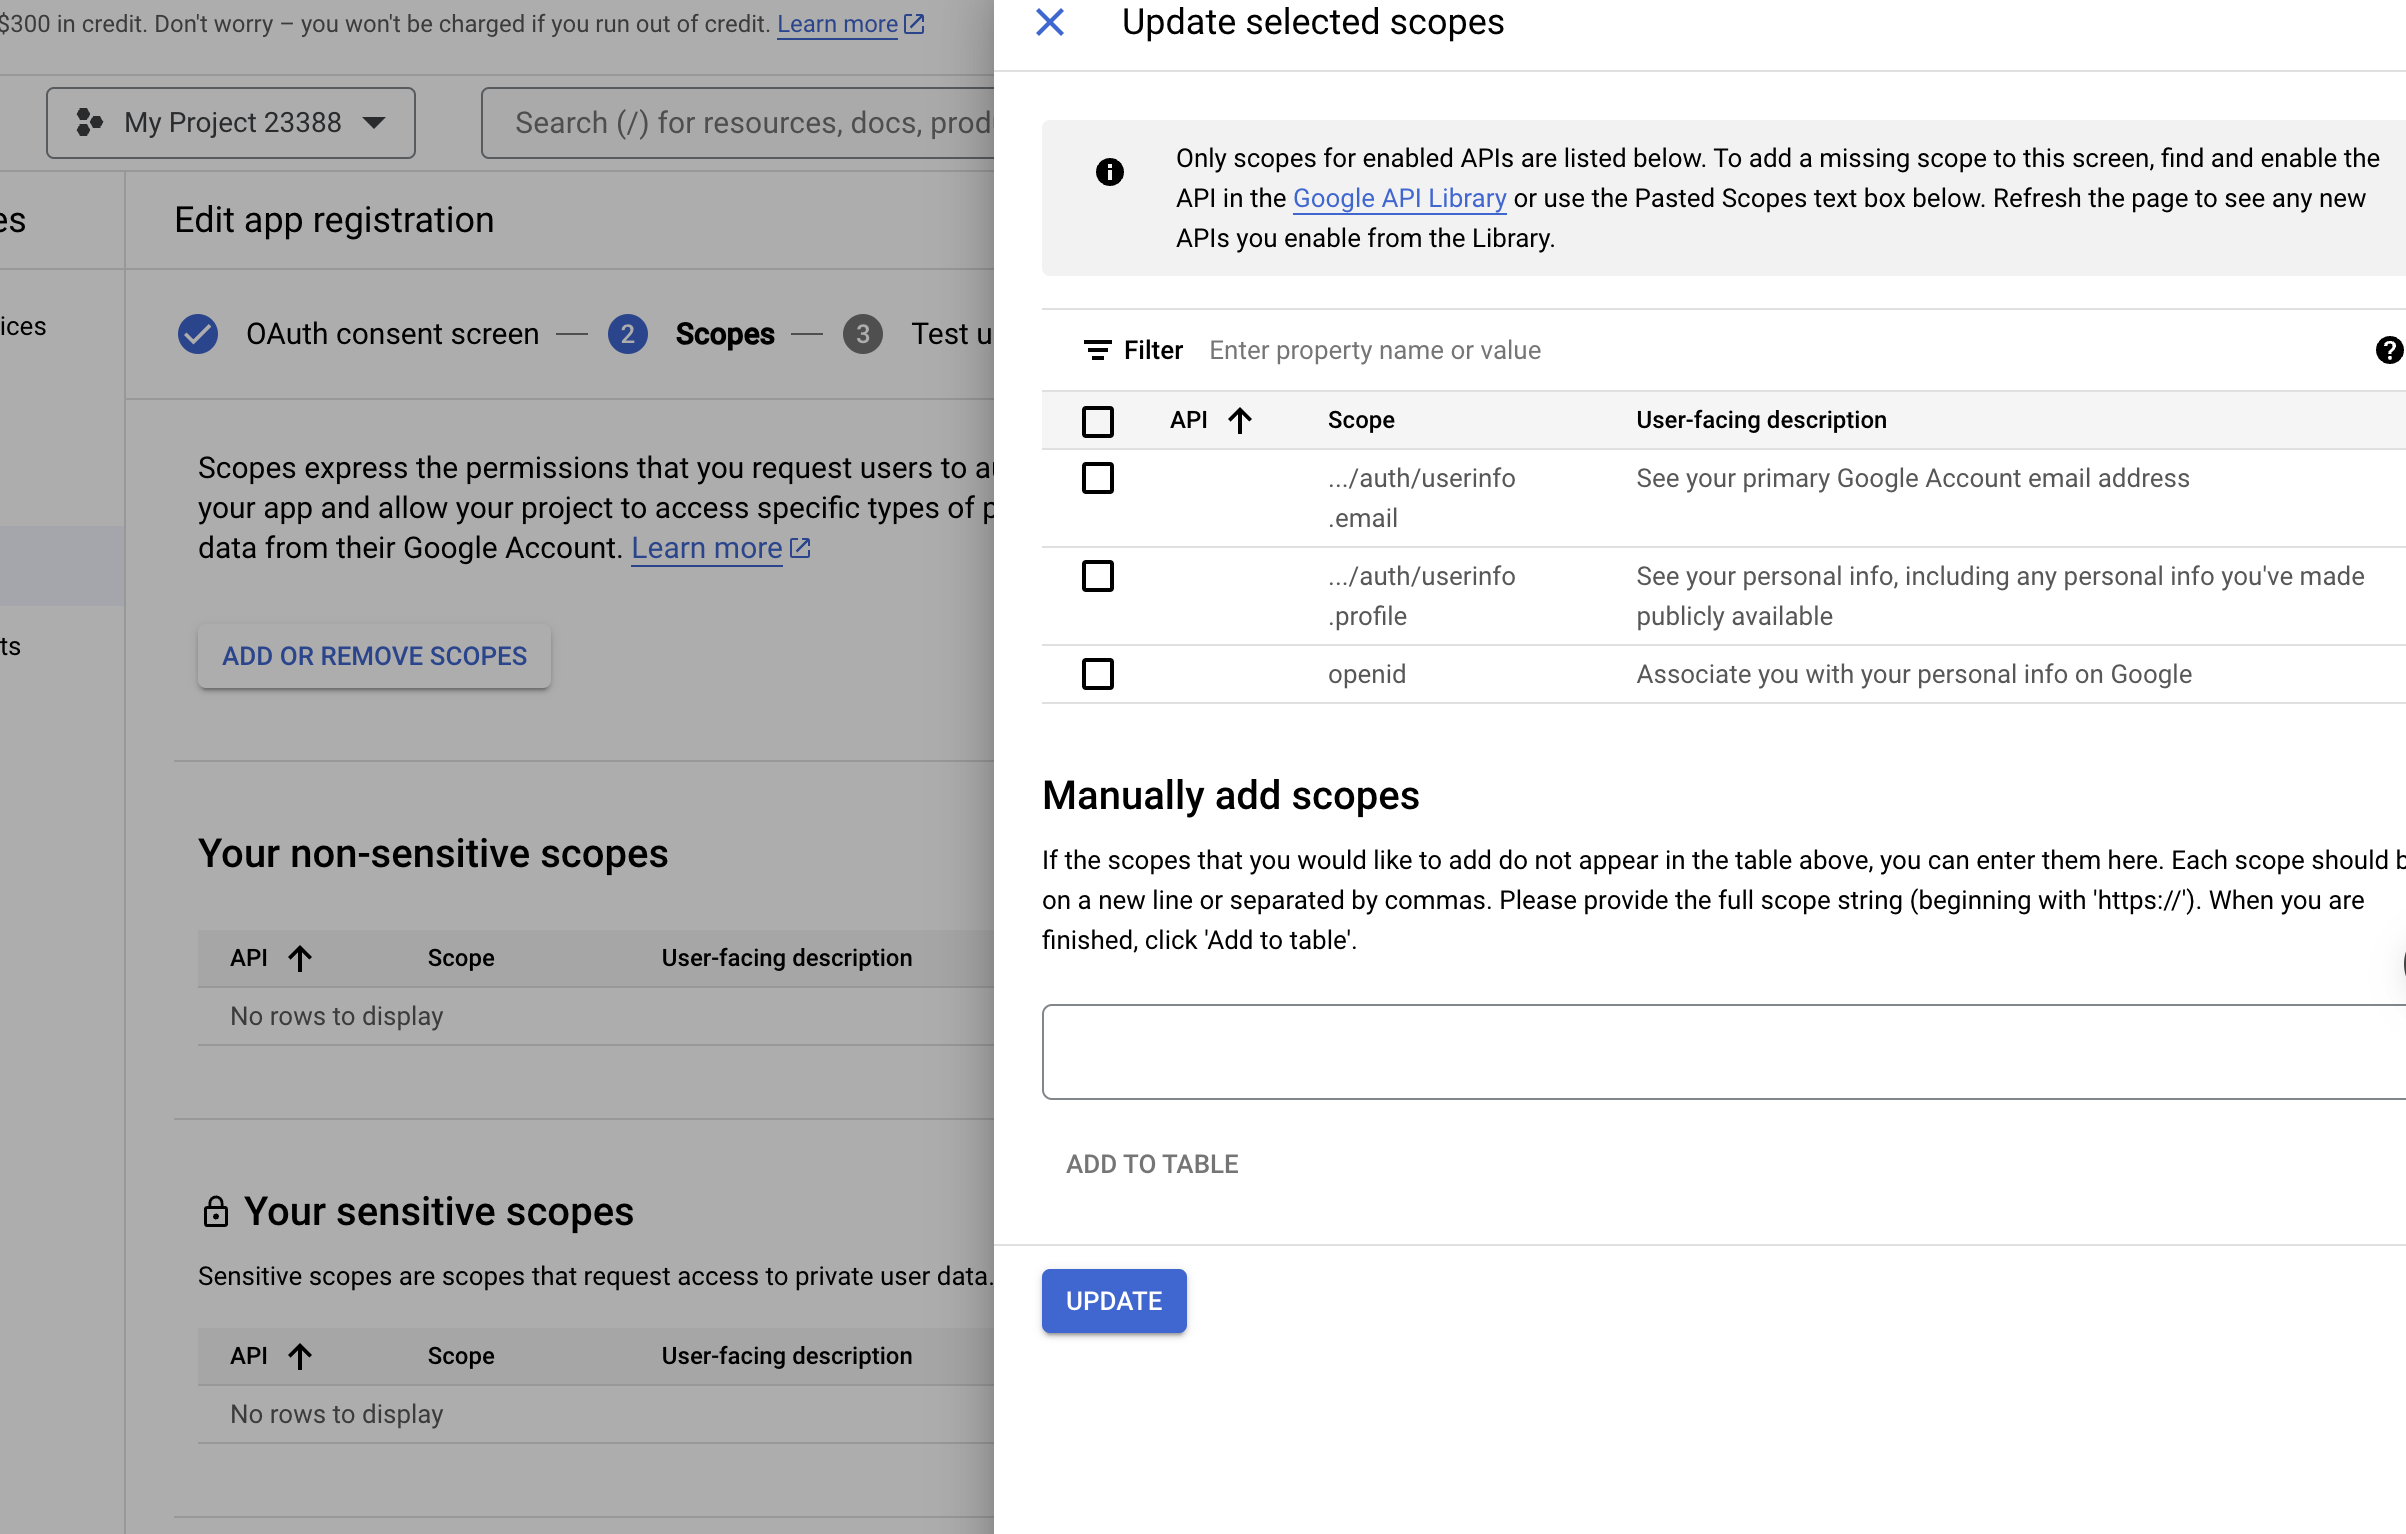 $300 in credit. Don't worry – you won't be charged if you run out of credit. Learn more
My Project 23388
Search (/) for resources, docs, prod
es
Edit app registration
ices
OAuth consent screen
2
Scopes
3
Test u
Scopes express the permissions that you request users to
your app and allow your project to access specific types of
data from their Google Account. Learn more
ts
ADD OR REMOVE SCOPES
Your non-sensitive scopes
API Scope User-facing description
No rows to display
Your sensitive scopes
Sensitive scopes are scopes that request access to private user data.
API Scope User-facing description
No rows to display
Update selected scopes
Only scopes for enabled APIs are listed below. To add a missing scope to this screen, find and enable the
API in the Google API Library or use the Pasted Scopes text box below. Refresh the page to see any new
APIs you enable from the Library.
Filter Enter property name or value
API Scope User-facing description
.../auth/userinfo See your primary Google Account email address
.email
.../auth/userinfo See your personal info, including any personal info you've made
.profile publicly available
openid Associate you with your personal info on Google
Manually add scopes
If the scopes that you would like to add do not appear in the table above, you can enter them here. Each scope should b
on a new line or separated by commas. Please provide the full scope string (beginning with 'https://'). When you are
finished, click 'Add to table'.
ADD TO TABLE
UPDATE